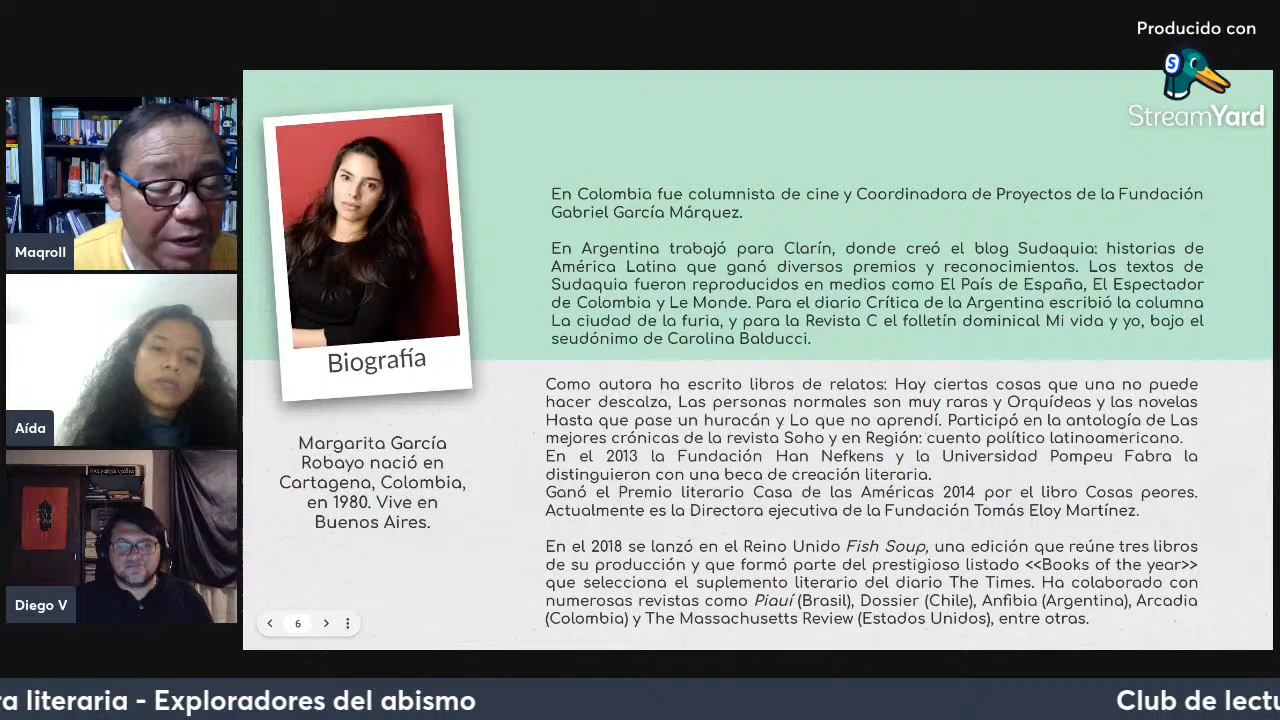 Producido con
StreamYard
Maqroll
Aída
Diego V
Biografía
Margarita García
Robayo nació en
Cartagena, Colombia,
en 1980. Vive en
Buenos Aires.
En Colombia fue columnista de cine y Coordinadora de Proyectos de la Fundación
Gabriel García Márquez.
En Argentina trabajó para Clarín, donde creó el blog Sudaquia: historias de
América Latina que ganó diversos premios y reconocimientos. Los textos de
Sudaquia fueron reproducidos en medios como El País de España, El Espectador
de Colombia y Le Monde. Para el diario Crítica de la Argentina escribió la columna
La ciudad de la furia, y para la Revista C el folletín dominical Mi vida y yo, bajo el
seudónimo de Carolina Balducci.
Como autora ha escrito libros de relatos: Hay ciertas cosas que una no puede
hacer descalza, Las personas normales son muy raras y Orquídeas y las novelas
Hasta que pase un huracán y Lo que no aprendí. Participó en la antología de Las
mejores crónicas de la revista Soho y en Región: cuento político latinoamericano.
En el 2013 la Fundación Han Nefkens y la Universidad Pompeu Fabra la
distinguieron con una beca de creación literaria.
Ganó el Premio literario Casa de las Américas 2014 por el libro Cosas peores.
Actualmente es la Directora ejecutiva de la Fundación Tomás Eloy Martínez.
En el 2018 se lanzó en el Reino Unido Fish Soup, una edición que reúne tres libros
de su producción y que formó parte del prestigioso listado <<Books of the year>>
que selecciona el suplemento literario del diario The Times. Ha colaborado con
numerosas revistas como Piauí (Brasil), Dossier (Chile), Anfibia (Argentina), Arcadia
(Colombia) y The Massachusetts Review (Estados Unidos), entre otras.
6
ra literaria - Exploradores del abismo
Club de lectu